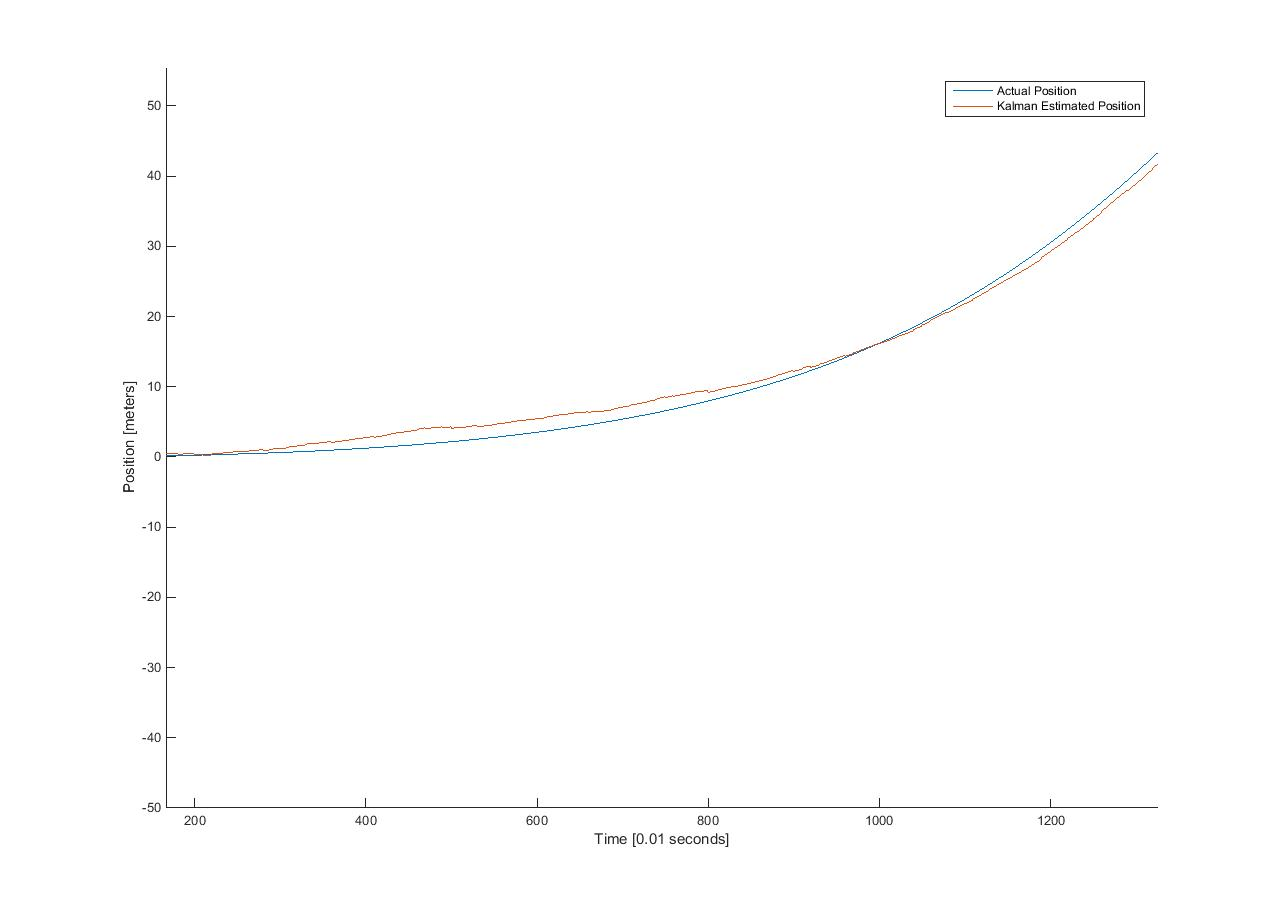 Actual Position
Kalman Estimated Position
50
40
30
20
10
0
-10
-20
-30
-40
-50
Position [meters]
200 400 600 800 1000 1200
Time [0.01 seconds]